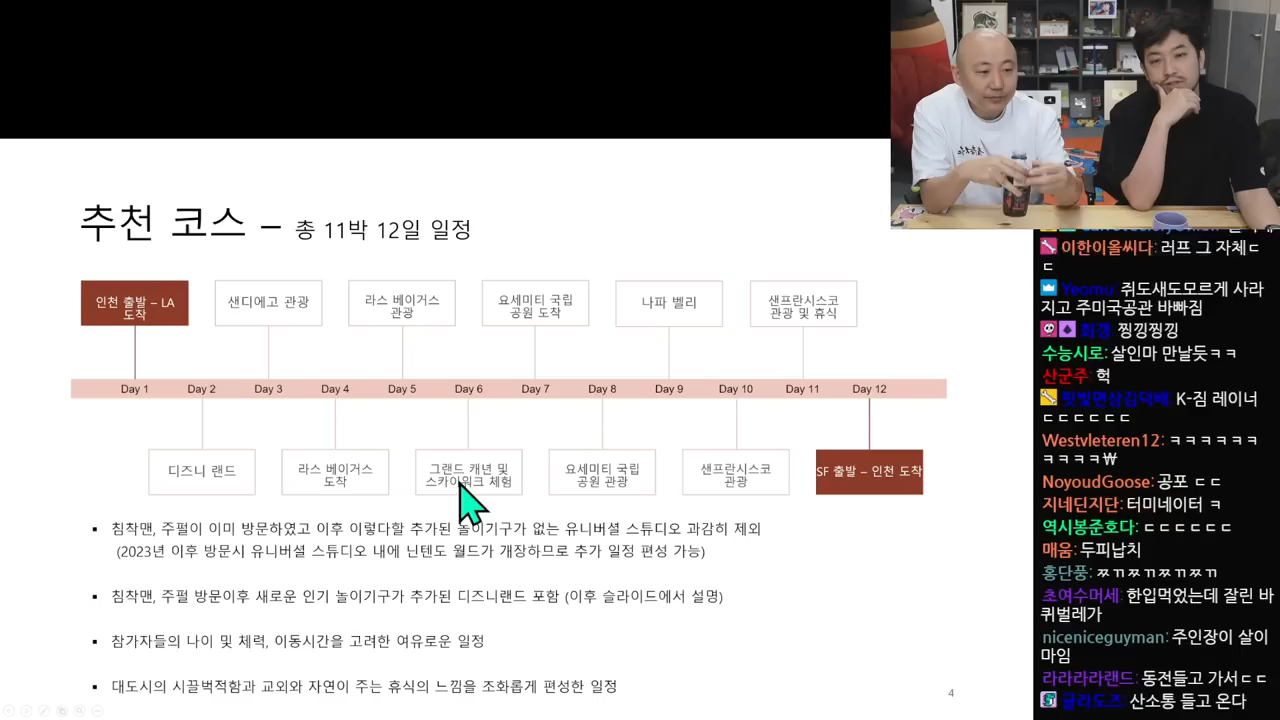 추천 코스 – 총 11박 12일 일정
인천 출발 – LA
도착
샌디에고 관광
라스 베이거스
관광
요세미티 국립
공원 도착
나파 벨리
샌프란시스코
관광 및 휴식
Day 1
Day 2
Day 3
Day 4
Day 5
Day 6
Day 7
Day 8
Day 9
Day 10
Day 11
Day 12
디즈니 랜드
라스 베이거스
도착
그랜드 캐년 및
스카이워크 체험
요세미티 국립
공원 관광
샌프란시스코
관광
SF 출발 – 인천 도착
▪ 침착맨, 주펄이 이미 방문하였고 이후 이렇다할 추가된 놀이기구가 없는 유니버셜 스튜디오 과감히 제외
(2023년 이후 방문시 유니버셜 스튜디오 내에 닌텐도 월드가 개장하므로 추가 일정 편성 가능)
▪ 침착맨, 주펄 방문이후 새로운 인기 놀이기구가 추가된 디즈니랜드 포함 (이후 슬라이드에서 설명)
▪ 참가자들의 나이 및 체력, 이동시간을 고려한 여유로운 일정
▪ 대도시의 시끌벅적함과 교외와 자연이 주는 휴식의 느낌을 조화롭게 편성한 일정
4
이한이올씨다: 러프 그 자체ㄷ
ㄷ
Yeomu: 쥐도새도모르게 사라
지고 주미국공관 바빠짐
회갱: 찡낑찡낑
수능시로: 살인마 만날듯ㅋㅋ
산군주: 헉
K-짐 레이너
ㄷㄷㄷㄷㄷㄷ
Westvleteren12: ㅋㅋㅋㅋㅋㅋ
ㅋㅋㅋㅋ₩
NoyoudGoose: 공포 ㄷㄷ
지네딘지단: 터미네이터 ㅋ
역시봉준호다: ㄷㄷㄷㄷㄷㄷ
매움: 두피납치
홍단풍: ㅉㄲㅉㄲㅉㄲㅉㄲ
초여수머세: 한입먹었는데 잘린 바
퀴벌레가
niceniceguyman: 주인장이 살이
마임
라라라라랜드: 동전들고 가서ㄷㄷ
글라도즈: 산소통 들고 온다